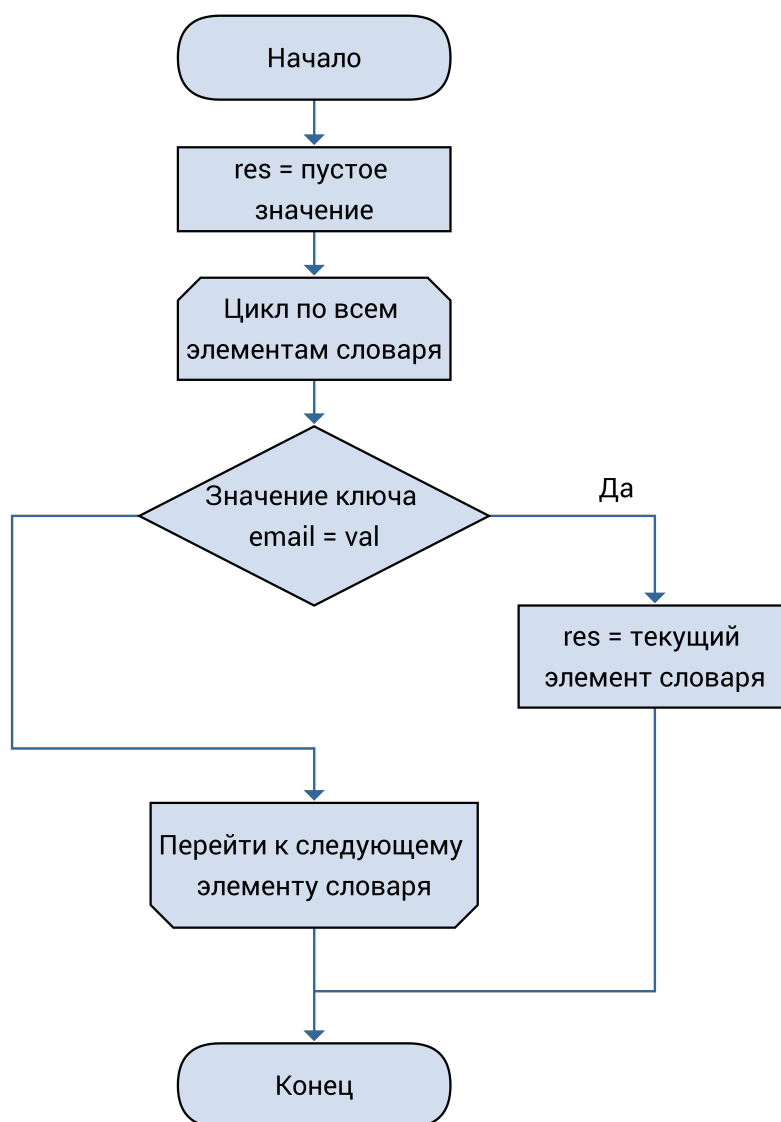 Начало
res = пустое
значение
Цикл по всем
элементам словаря
Значение ключа
email = val
Да
res = текущий
элемент словаря
Перейти к следующему
элементу словаря
Конец